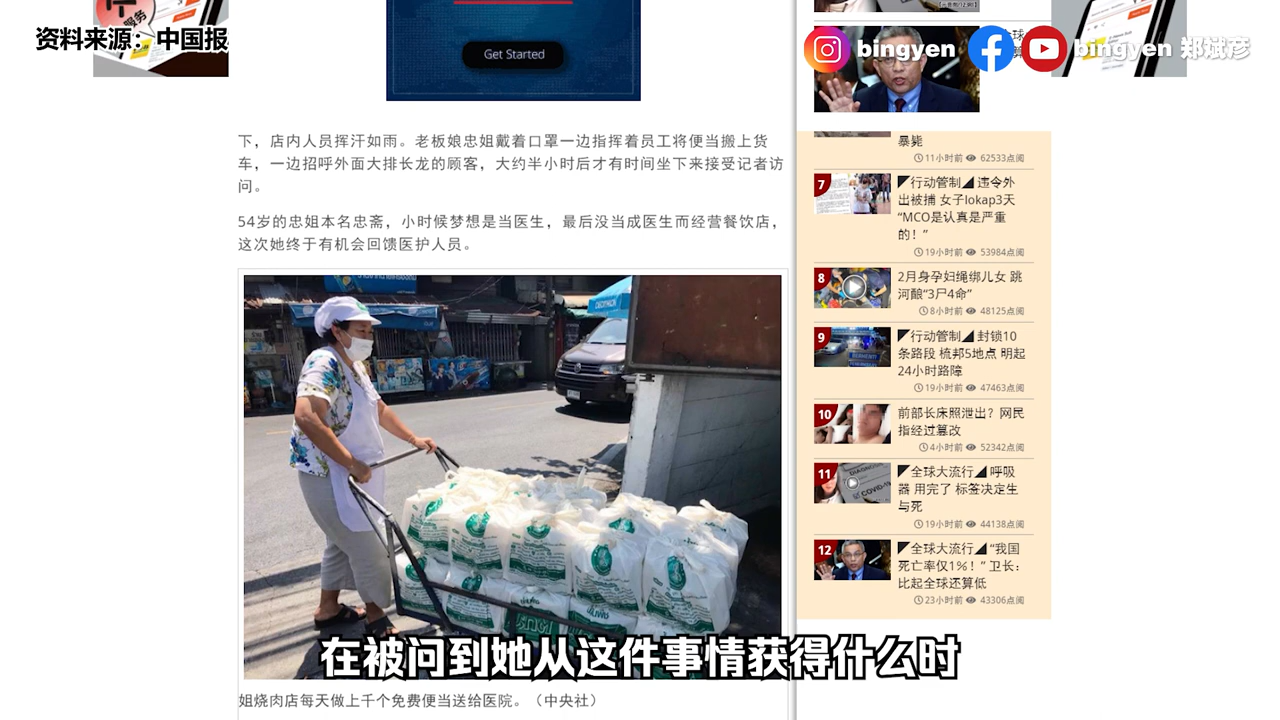 服务
资料来源：中国报
Get Started
bingyen
bingyen 郑斌彦
下，店内人员挥汗如雨。老板娘忠姐戴着口罩一边指挥着员工将便当搬上货
车，一边招呼外面大排长龙的顾客，大约半小时后才有时间坐下来接受记者访
问。
54岁的忠姐本名忠斋，小时候梦想是当医生，最后没当成医生而经营餐饮店，
这次她终于有机会回馈医护人员。
姐烧肉店每天做上千个免费便当送给医院。（中央社）
在被问到她从这件事情获得什么时
暴毙
11小时前 62533点阅
7
◤行动管制◢ 违令外
出被捕 女子lokap3天
“MCO是认真是严重
的！”
19小时前 53984点阅
8
2月身孕妇绳绑儿女 跳
河酿“3尸4命”
8小时前 48125点阅
9
◤行动管制◢ 封锁10
条路段 梳邦5地点 明起
24小时路障
19小时前 47463点阅
10
前部长床照泄出？网民
指经过篡改
4小时前 52342点阅
11
◤全球大流行◢ 呼吸
器 用完了 标签决定生
与死
19小时前 44138点阅
12
◤全球大流行◢ “我国
死亡率仅1%！” 卫长：
比起全球还算低
23小时前 43306点阅